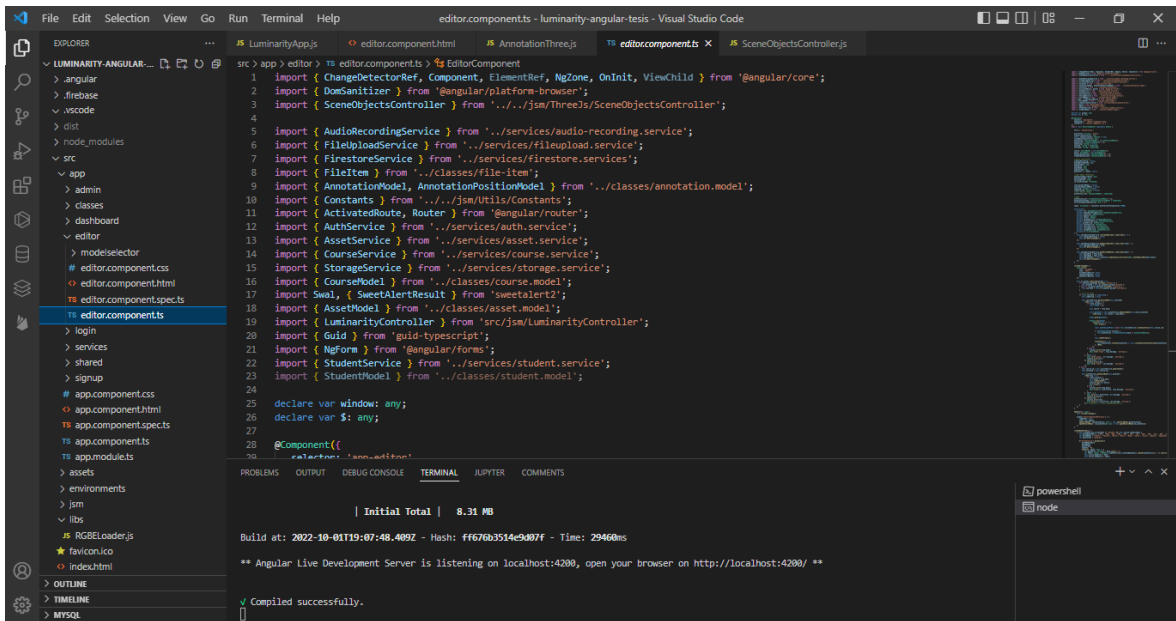 File Edit Selection View Go Run Terminal Help
editor.component.ts - luminarity-angular-tesis - Visual Studio Code
EXPLORER
LUMINARITY-ANGULAR-...
.angular
.firebase
.vscode
dist
node_modules
src
app
admin
classes
dashboard
editor
modelselector
# editor.component.css
<> editor.component.html
TS editor.component.spec.ts
TS editor.component.ts
login
services
shared
signup
# app.component.css
<> app.component.html
TS app.component.spec.ts
TS app.component.ts
TS app.module.ts
assets
environments
jsm
libs
JS RGBELoader.js
favicon.ico
<> index.html
OUTLINE
TIMELINE
MYSQL
JS LuminarityApp.js <> editor.component.html JS AnnotationThree.js TS editor.component.ts JS SceneObjectsController.js
src > app > editor > TS editor.component.ts > EditorComponent
1 import { ChangeDetectorRef, Component, ElementRef, NgZone, OnInit, ViewChild } from '@angular/core';
2 import { DomSanitizer } from '@angular/platform-browser';
3 import { SceneObjectsController } from '../../jsm/ThreeJs/SceneObjectsController';
4
5 import { AudioRecordingService } from '../services/audio-recording.service';
6 import { FileUploadService } from '../services/fileupload.service';
7 import { FirestoreService } from '../services/firestore.services';
8 import { FileItem } from '../classes/file-item';
9 import { AnnotationModel, AnnotationPositionModel } from '../classes/annotation.model';
10 import { Constants } from '../../jsm/Utils/Constants';
11 import { ActivatedRoute, Router } from '@angular/router';
12 import { AuthService } from '../services/auth.service';
13 import { AssetService } from '../services/asset.service';
14 import { CourseService } from '../services/course.service';
15 import { StorageService } from '../services/storage.service';
16 import { CourseModel } from '../classes/course.model';
17 import Swal, { SweetAlertResult } from 'sweetalert2';
18 import { AssetModel } from '../classes/asset.model';
19 import { LuminarityController } from 'src/jsm/LuminarityController';
20 import { Guid } from 'guid-typescript';
21 import { NgForm } from '@angular/forms';
22 import { StudentService } from '../services/student.service';
23 import { StudentModel } from '../classes/student.model';
24
25 declare var window: any;
26 declare var $: any;
27
28 @Component({
29 selector: 'app-editor'
PROBLEMS OUTPUT DEBUG CONSOLE TERMINAL JUPYTER COMMENTS
| Initial Total | 8.31 MB
Build at: 2022-10-01T19:07:48.409Z - Hash: ff676b3514e9d07f - Time: 29460ms
** Angular Live Development Server is listening on localhost:4200, open your browser on http://localhost:4200/ **
√ Compiled successfully.
powershell
node